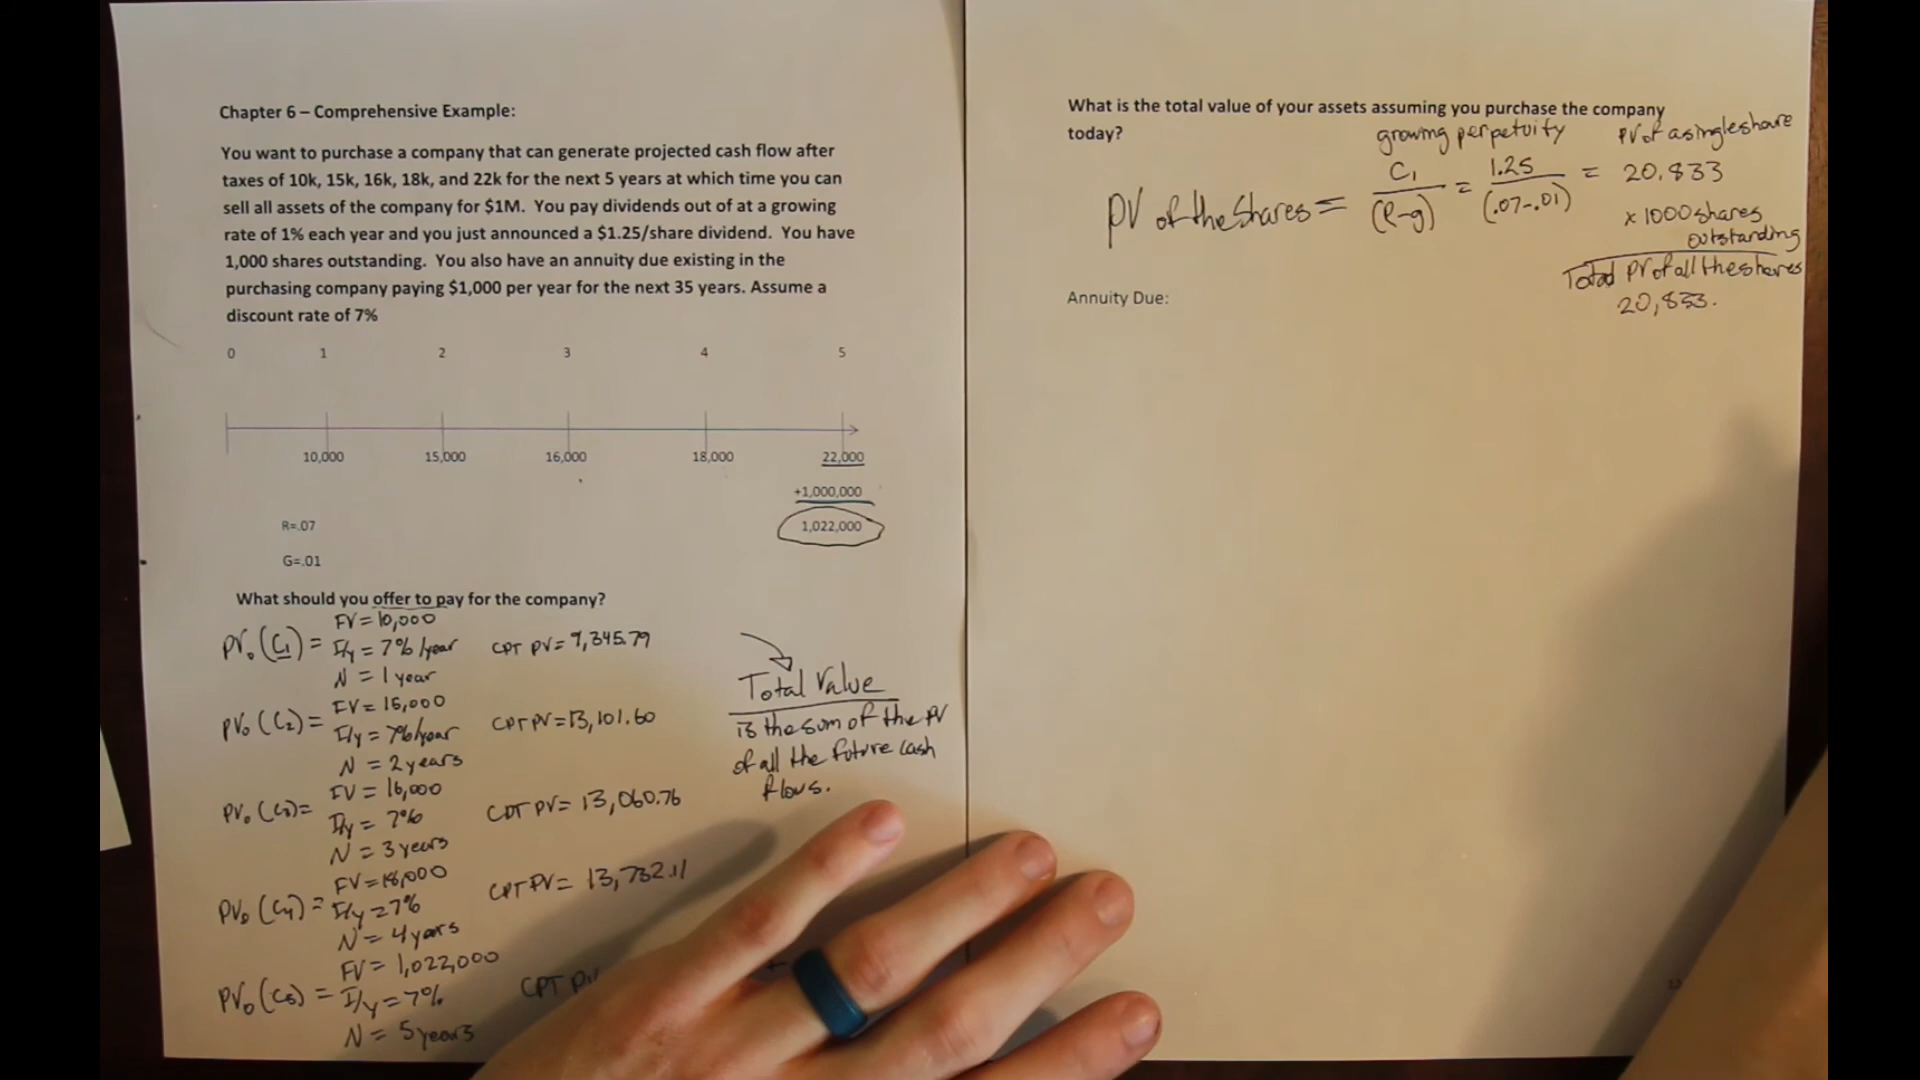 Chapter 6 – Comprehensive Example:
You want to purchase a company that can generate projected cash flow after
taxes of 10k, 15k, 16k, 18k, and 22k for the next 5 years at which time you can
sell all assets of the company for $1M. You pay dividends out of at a growing
rate of 1% each year and you just announced a $1.25/share dividend. You have
1,000 shares outstanding. You also have an annuity due existing in the
purchasing company paying $1,000 per year for the next 35 years. Assume a
discount rate of 7%
0 1 2 3 4 5
10,000 15,000 16,000 18,000 22,000
+1,000,000
R=.07 1,022,000
G=.01
What should you offer to pay for the company?
FV = 10,000
PV₀ (C₁) = I/y = 7% /year CPT PV = 9,345.79
N = 1 year
FV = 15,000
PV₀ (C₂) = I/y = 7%/year CPT PV = 13,101.60
N = 2 years
FV = 16,000
PV₀ (C₃) = I/y = 7% CPT PV = 13,060.76
N = 3 years
FV = 18,000
PV₀ (C₄) = I/y = 7% CPT PV = 13,732.11
N = 4 years
FV = 1,022,000
PV₀ (C₅) = I/y = 7% CPT PV
N = 5 years
Total Value
is the sum of the PV
of all the future cash
flows.
What is the total value of your assets assuming you purchase the company
today?
growing perpetuity
PV of a single share
PV of the Shares = C₁ / (R-g) = 1.25 / (.07-.01) = 20.833
x 1000 shares
outstanding
Total PV of all the shares
20,833.
Annuity Due: